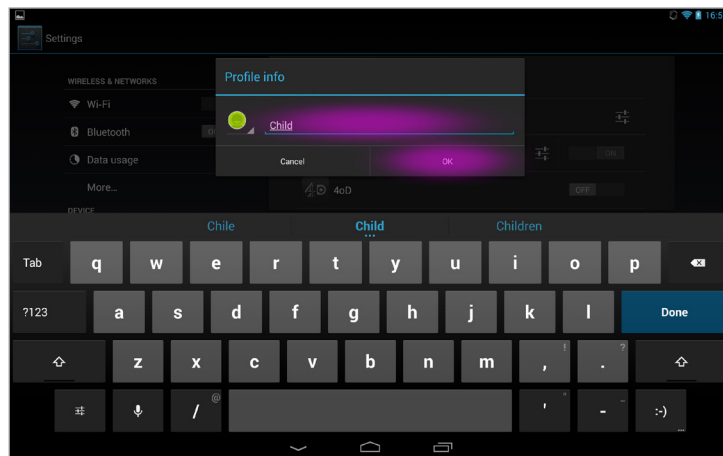 16:5
Settings
Profile info
WIRELESS & NETWORKS
Wi-Fi
Child
Bluetooth
Cancel
OK
Data usage
ON
More...
4oD
OFF
DEVICE
Chile Child Children
Tab q w e r t y u i o p
?123 a s d f g h j k l Done
z x c v b n m , ! . ?
/ @ ' " - _ :-) ...